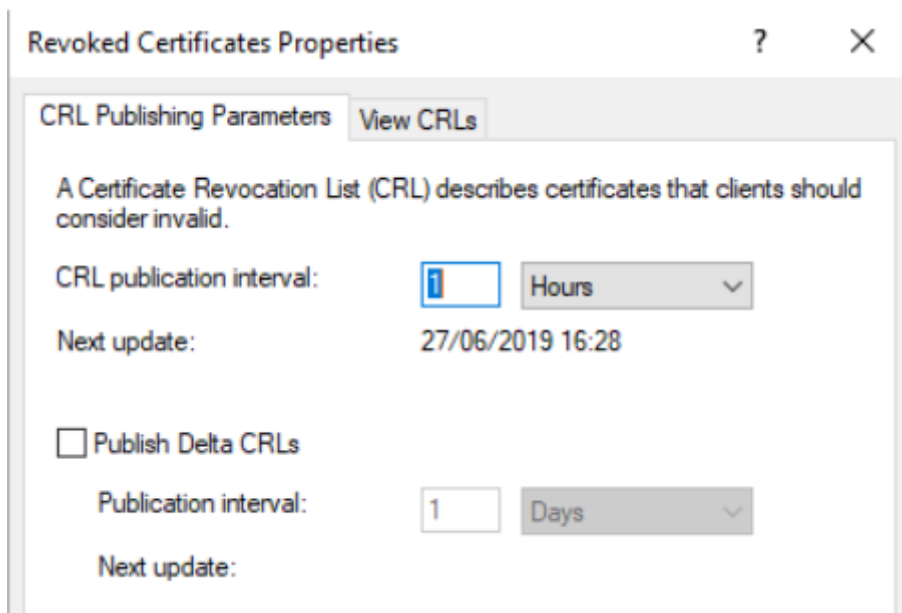 Revoked Certificates Properties ? ✕
CRL Publishing Parameters View CRLs
A Certificate Revocation List (CRL) describes certificates that clients should
consider invalid.
CRL publication interval: 1 Hours
Next update: 27/06/2019 16:28
Publish Delta CRLs
Publication interval: 1 Days
Next update: